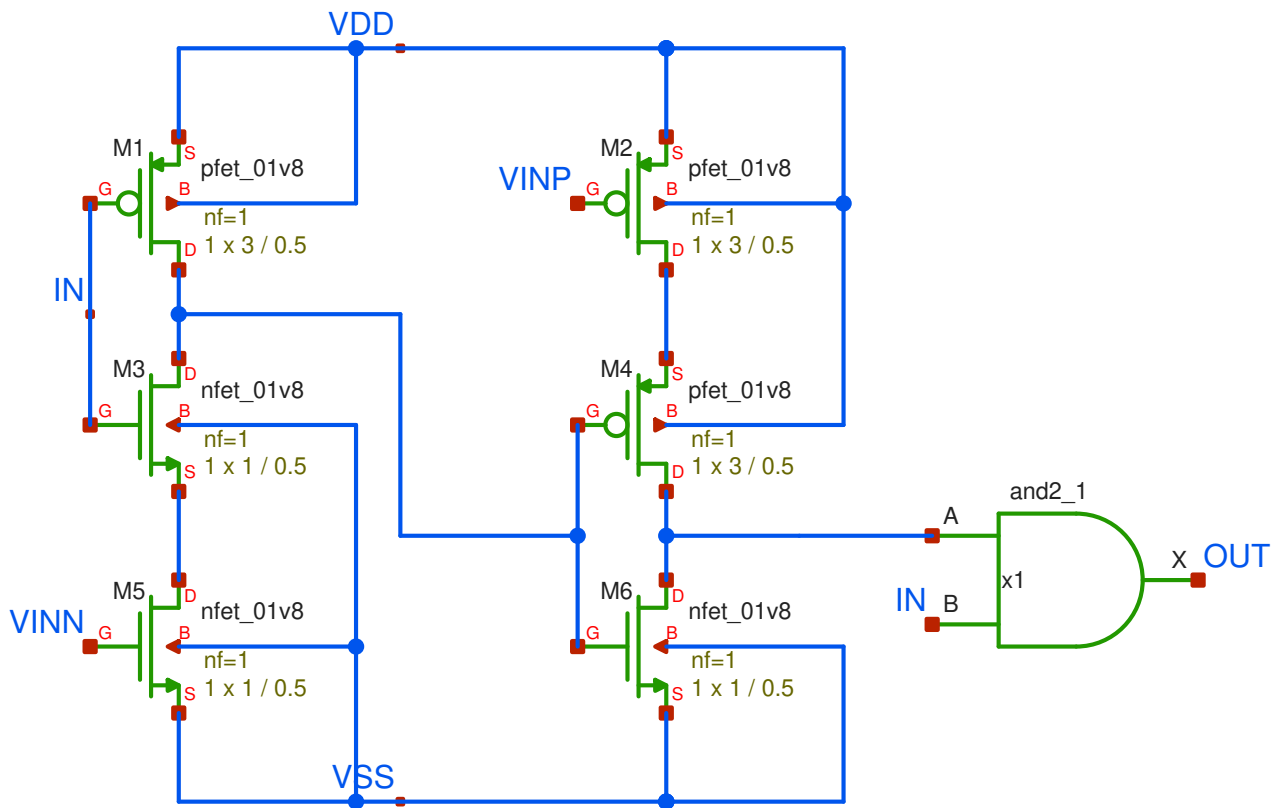 VDD
M1
S
pfet_01v8
G
B
nf=1
1 x 3 / 0.5
D
M2
S
pfet_01v8
VINP
G
B
nf=1
1 x 3 / 0.5
D
IN
M3
D
nfet_01v8
G
B
nf=1
1 x 1 / 0.5
S
M4
S
pfet_01v8
G
B
nf=1
1 x 3 / 0.5
D
and2_1
A
x1
X
OUT
IN
B
M5
D
nfet_01v8
VINN
G
B
nf=1
1 x 1 / 0.5
S
M6
D
nfet_01v8
G
B
nf=1
1 x 1 / 0.5
S
VSS